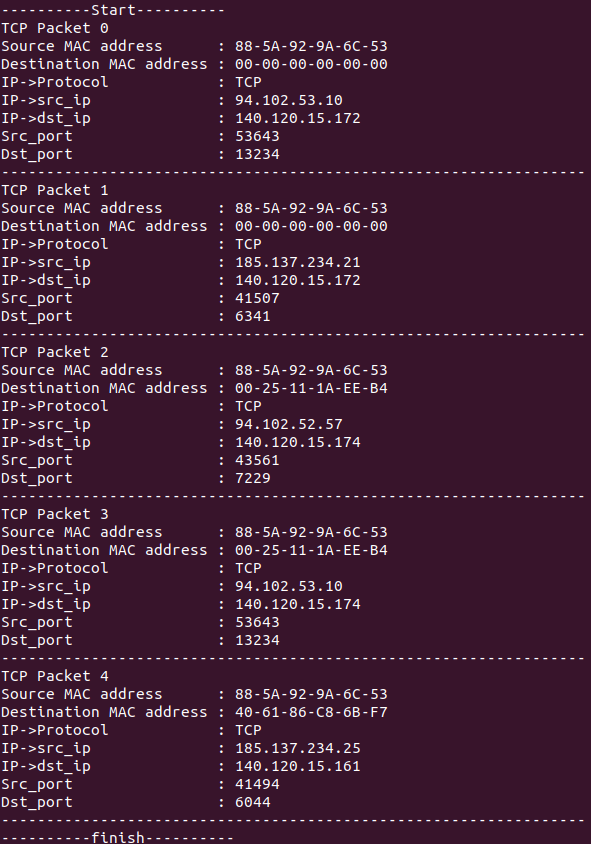 ----------Start----------
TCP Packet 0
Source MAC address      : 88-5A-92-9A-6C-53
Destination MAC address : 00-00-00-00-00-00
IP->Protocol            : TCP
IP->src_ip              : 94.102.53.10
IP->dst_ip              : 140.120.15.172
Src_port                : 53643
Dst_port                : 13234
-----------------------------------------------------------------
TCP Packet 1
Source MAC address      : 88-5A-92-9A-6C-53
Destination MAC address : 00-00-00-00-00-00
IP->Protocol            : TCP
IP->src_ip              : 185.137.234.21
IP->dst_ip              : 140.120.15.172
Src_port                : 41507
Dst_port                : 6341
-----------------------------------------------------------------
TCP Packet 2
Source MAC address      : 88-5A-92-9A-6C-53
Destination MAC address : 00-25-11-1A-EE-B4
IP->Protocol            : TCP
IP->src_ip              : 94.102.52.57
IP->dst_ip              : 140.120.15.174
Src_port                : 43561
Dst_port                : 7229
-----------------------------------------------------------------
TCP Packet 3
Source MAC address      : 88-5A-92-9A-6C-53
Destination MAC address : 00-25-11-1A-EE-B4
IP->Protocol            : TCP
IP->src_ip              : 94.102.53.10
IP->dst_ip              : 140.120.15.174
Src_port                : 53643
Dst_port                : 13234
-----------------------------------------------------------------
TCP Packet 4
Source MAC address      : 88-5A-92-9A-6C-53
Destination MAC address : 40-61-86-C8-6B-F7
IP->Protocol            : TCP
IP->src_ip              : 185.137.234.25
IP->dst_ip              : 140.120.15.161
Src_port                : 41494
Dst_port                : 6044
-----------------------------------------------------------------
----------finish----------